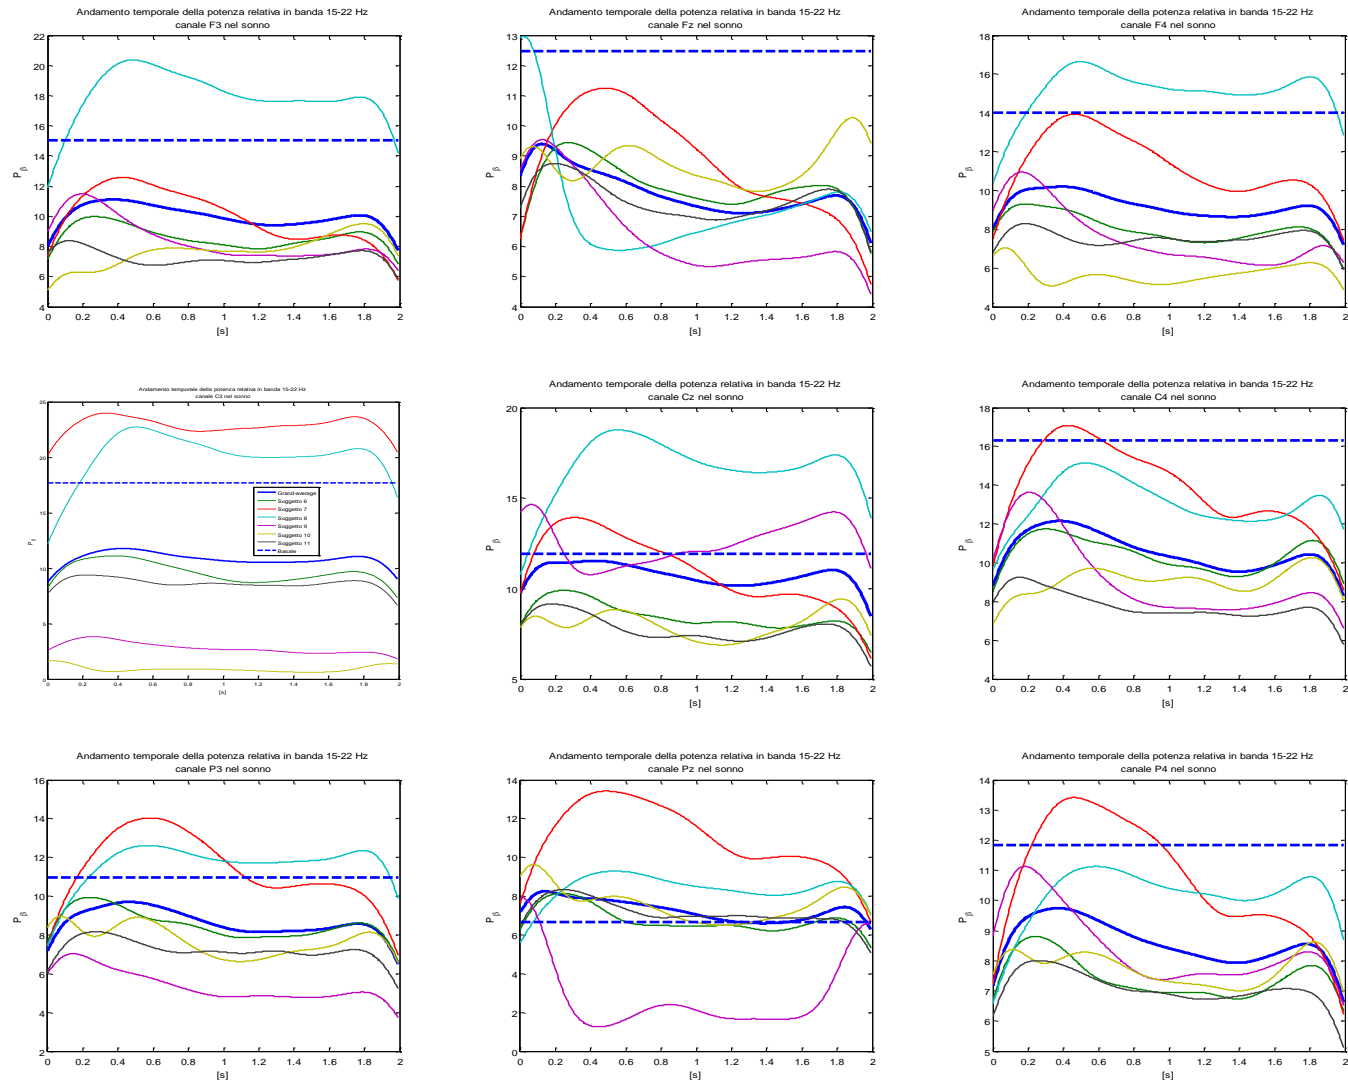 Andamento temporale della potenza relativa in banda 15-22 Hz
canale F3 nel sonno
22
20
18
16
14
12
10
8
6
4
P β
0 0.2 0.4 0.6 0.8 1 1.2 1.4 1.6 1.8 2
[s]
Andamento temporale della potenza relativa in banda 15-22 Hz
canale Fz nel sonno
13
12
11
10
9
8
7
6
5
4
P β
0 0.2 0.4 0.6 0.8 1 1.2 1.4 1.6 1.8 2
[s]
Andamento temporale della potenza relativa in banda 15-22 Hz
canale F4 nel sonno
18
16
14
12
10
8
6
4
P β
0 0.2 0.4 0.6 0.8 1 1.2 1.4 1.6 1.8 2
[s]
Andamento temporale della potenza relativa in banda 15-22 Hz
canale C3 nel sonno
25
20
15
10
5
0
P β
Grand-average
Soggetto 6
Soggetto 7
Soggetto 8
Soggetto 9
Soggetto 10
Soggetto 11
Basale
0 0.2 0.4 0.6 0.8 1 1.2 1.4 1.6 1.8 2
[s]
Andamento temporale della potenza relativa in banda 15-22 Hz
canale Cz nel sonno
20
15
10
5
P β
0 0.2 0.4 0.6 0.8 1 1.2 1.4 1.6 1.8 2
[s]
Andamento temporale della potenza relativa in banda 15-22 Hz
canale C4 nel sonno
18
16
14
12
10
8
6
4
P β
0 0.2 0.4 0.6 0.8 1 1.2 1.4 1.6 1.8 2
[s]
Andamento temporale della potenza relativa in banda 15-22 Hz
canale P3 nel sonno
16
14
12
10
8
6
4
2
P β
0 0.2 0.4 0.6 0.8 1 1.2 1.4 1.6 1.8 2
[s]
Andamento temporale della potenza relativa in banda 15-22 Hz
canale Pz nel sonno
14
12
10
8
6
4
2
0
P β
0 0.2 0.4 0.6 0.8 1 1.2 1.4 1.6 1.8 2
[s]
Andamento temporale della potenza relativa in banda 15-22 Hz
canale P4 nel sonno
14
13
12
11
10
9
8
7
6
5
P β
0 0.2 0.4 0.6 0.8 1 1.2 1.4 1.6 1.8 2
[s]